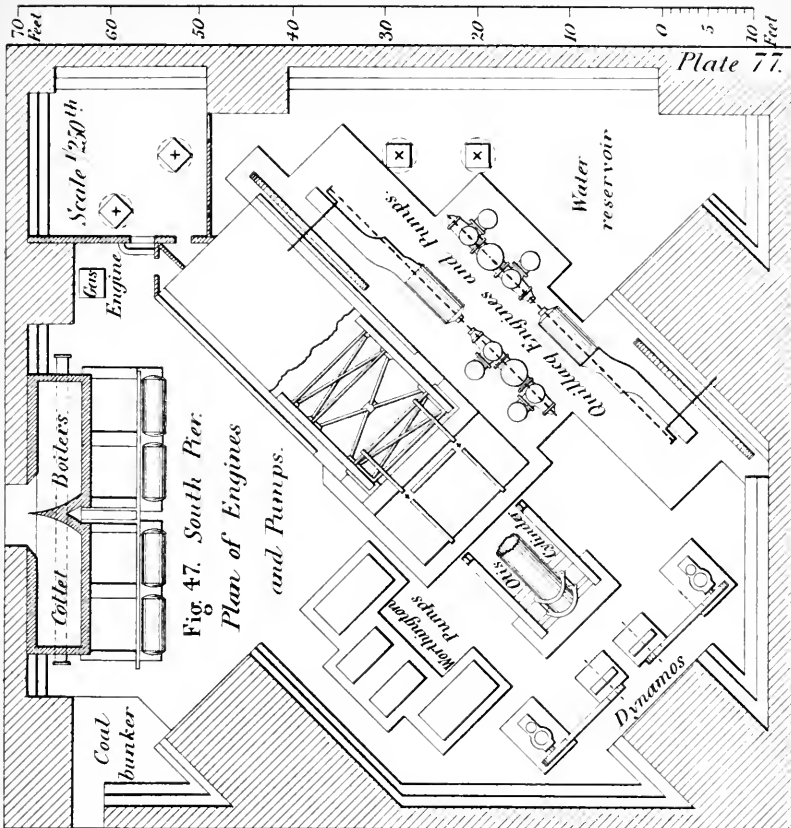 Plate 77.
Fig. 47. South Pier.
Plan of Engines
and Pumps.
Scale 1/250th
Collet Boilers
Gas
Engine
Coal
bunker
Quillacq Engines and Pumps.
Water
reservoir
Worthington
Pumps
Otis
Cylinder
Dynamos
70 60 50 40 30 20 10 0 5 10
Feet Feet